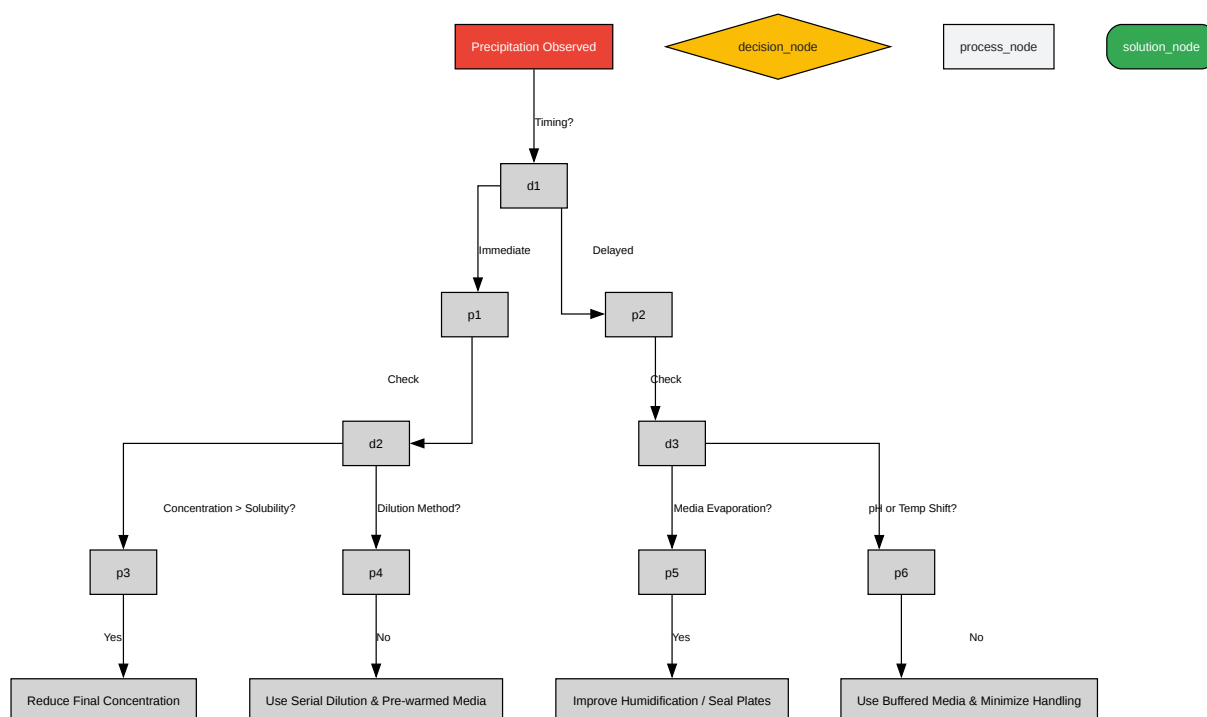 Precipitation Observed
decision_node
process_node
solution_node
Timing?
d1
Immediate
Delayed
p1
p2
Check
Check
d2
d3
Concentration > Solubility?
Dilution Method?
Media Evaporation?
pH or Temp Shift?
p3
p4
p5
p6
Yes
No
Yes
No
Reduce Final Concentration
Use Serial Dilution & Pre-warmed Media
Improve Humidification / Seal Plates
Use Buffered Media & Minimize Handling